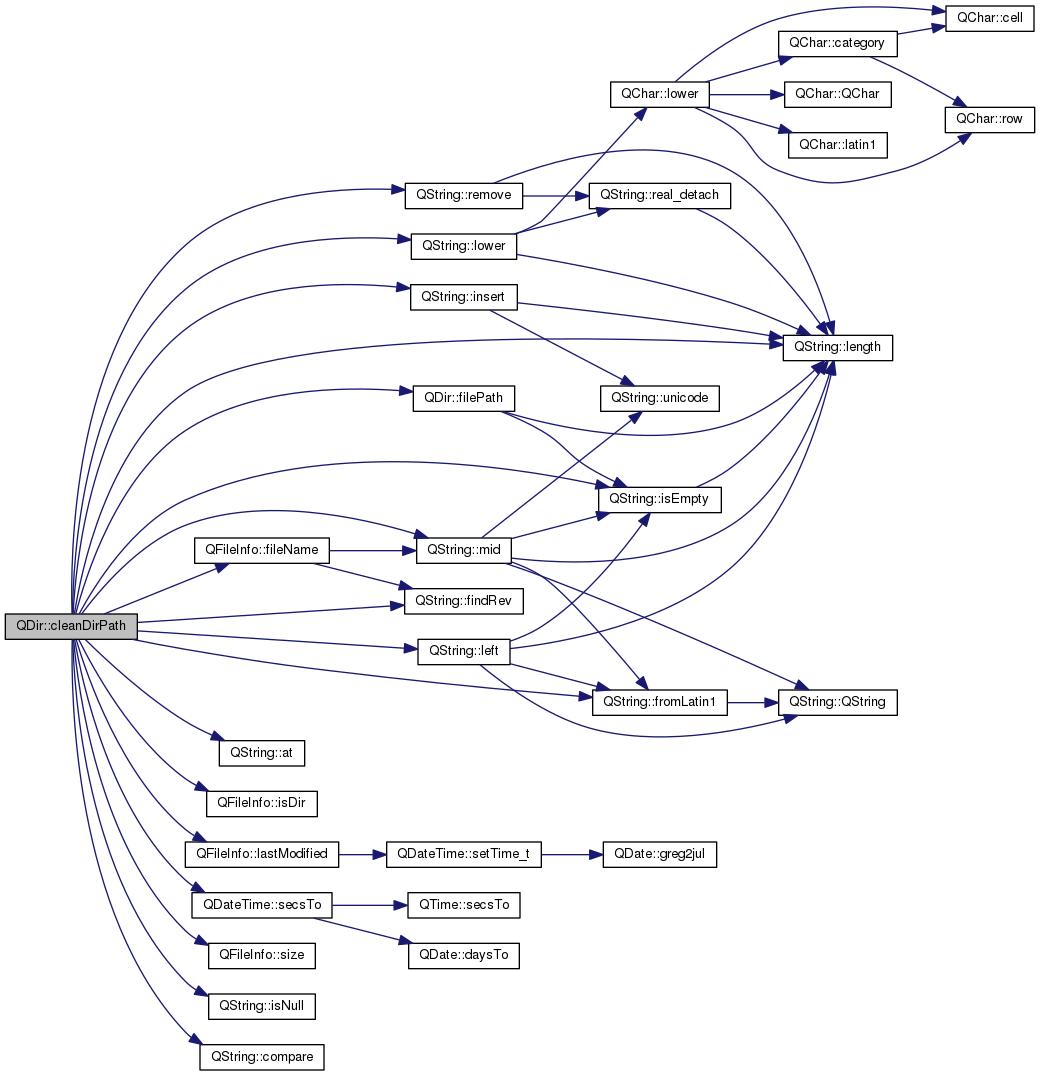 QChar::cell
QChar::category
QChar::lower
QChar::QChar
QChar::row
QChar::latin1
QString::remove
QString::real_detach
QString::lower
QString::insert
QString::length
QDir::filePath
QString::unicode
QString::isEmpty
QFileInfo::fileName
QString::mid
QString::findRev
QDir::cleanDirPath
QString::left
QString::fromLatin1
QString::QString
QString::at
QFileInfo::isDir
QFileInfo::lastModified
QDateTime::setTime_t
QDate::greg2jul
QDateTime::secsTo
QTime::secsTo
QFileInfo::size
QDate::daysTo
QString::isNull
QString::compare